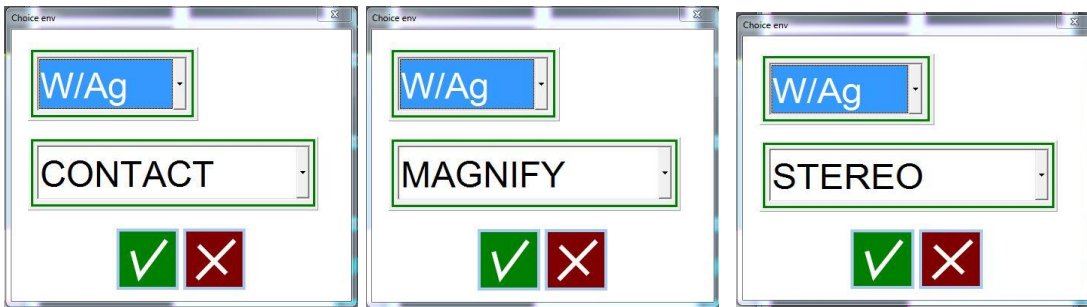 Choice env
W/Ag
CONTACT
Choice env
W/Ag
MAGNIFY
Choice env
W/Ag
STEREO